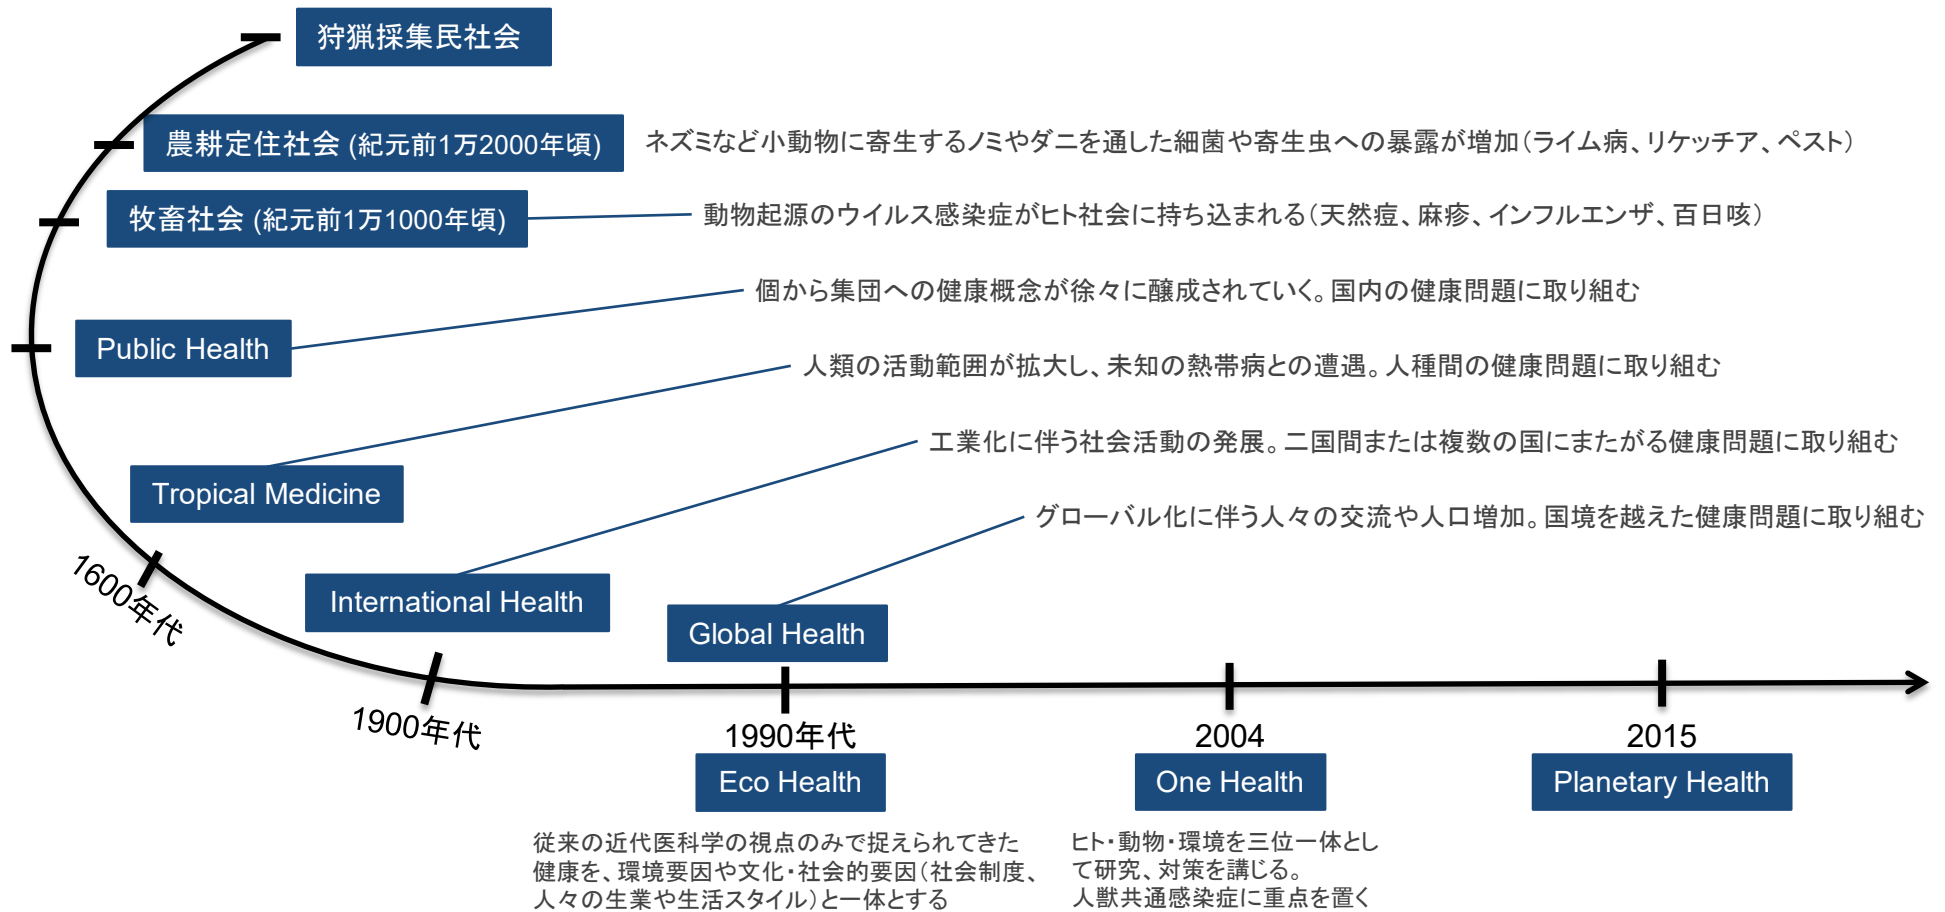 狩猟採集民社会
農耕定住社会 (紀元前1万2000年頃)
ネズミなど小動物に寄生するノミやダニを通した細菌や寄生虫への暴露が増加（ライム病、リケッチア、ペスト）
牧畜社会 (紀元前1万1000年頃)
動物起源のウイルス感染症がヒト社会に持ち込まれる（天然痘、麻疹、インフルエンザ、百日咳）
個から集団への健康概念が徐々に醸成されていく。国内の健康問題に取り組む
Public Health
人類の活動範囲が拡大し、未知の熱帯病との遭遇。人種間の健康問題に取り組む
工業化に伴う社会活動の発展。二国間または複数の国にまたがる健康問題に取り組む
Tropical Medicine
グローバル化に伴う人々の交流や人口増加。国境を越えた健康問題に取り組む
1600年代
International Health
Global Health
1900年代
1990年代
2004
2015
Eco Health
One Health
Planetary Health
従来の近代医科学の視点のみで捉えられてきた
健康を、環境要因や文化・社会的要因（社会制度、
人々の生業や生活スタイル）と一体とする
ヒト・動物・環境を三位一体とし
て研究、対策を講じる。
人獣共通感染症に重点を置く